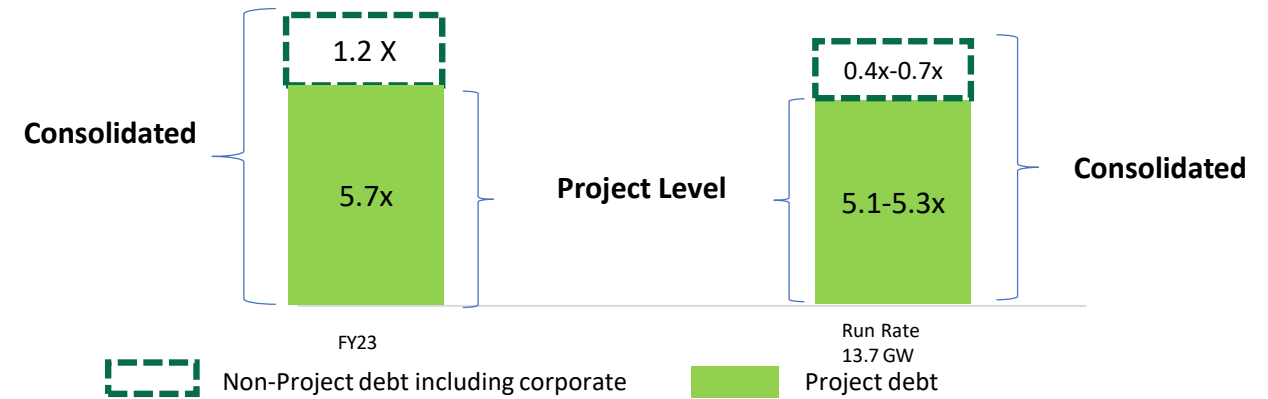 1.2 X
0.4x-0.7x
Consolidated
Consolidated
5.7x
Project Level
5.1-5.3x
FY23
Run Rate
13.7 GW
Non-Project debt including corporate
Project debt